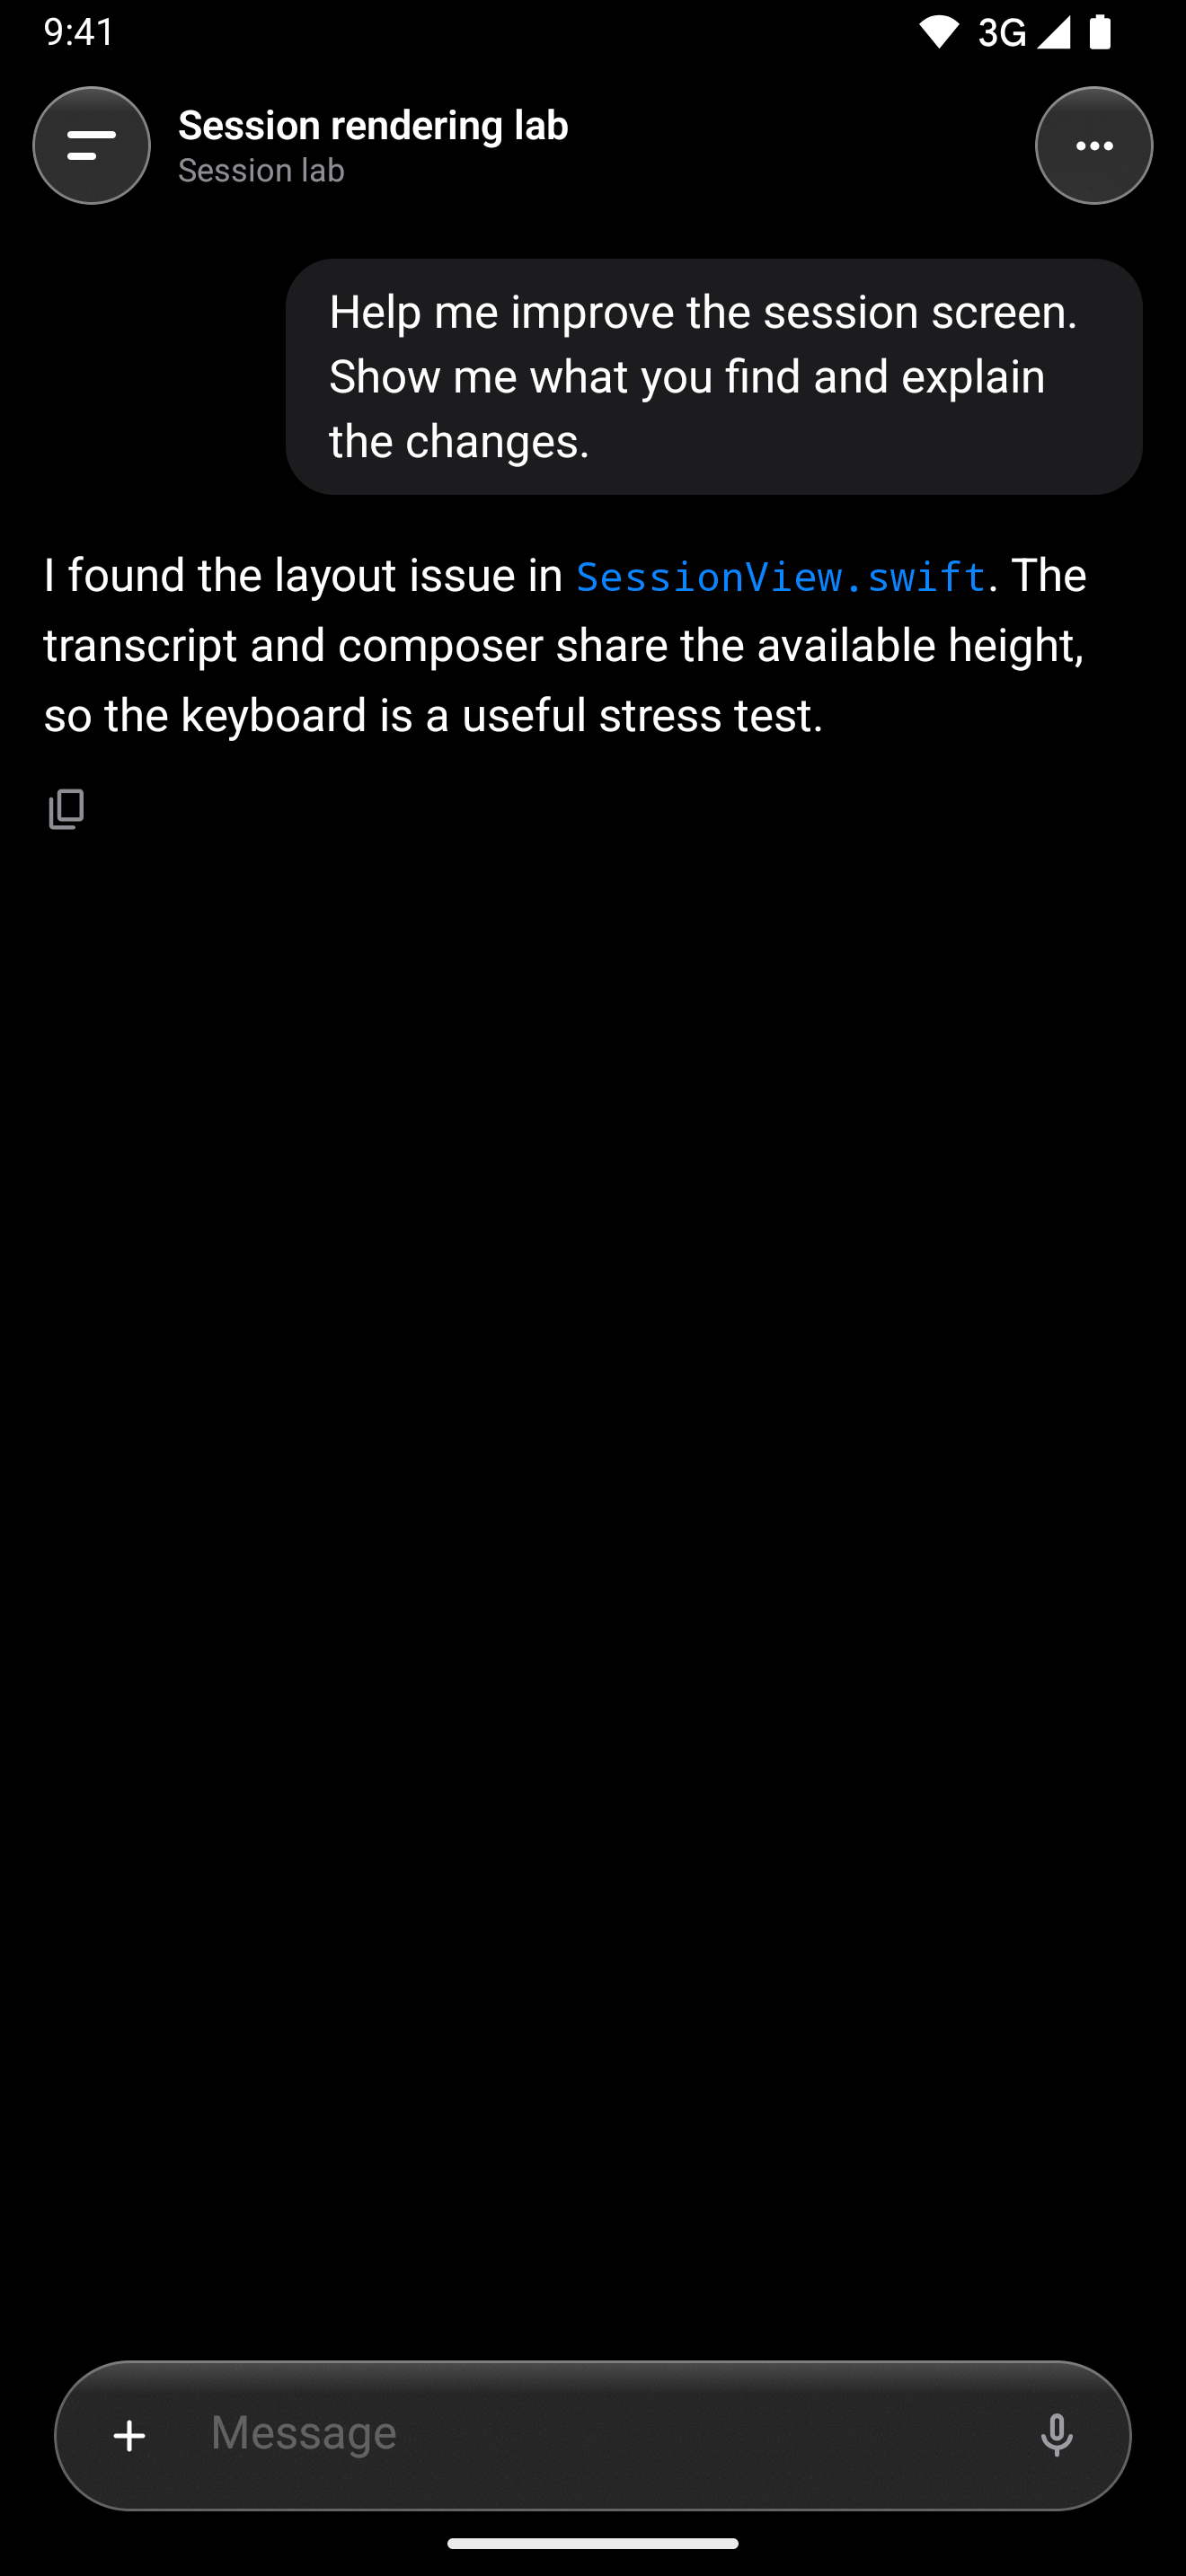 9:41
3G
Session rendering lab
Session lab
Help me improve the session screen.
Show me what you find and explain
the changes.
I found the layout issue in SessionView.swift. The
transcript and composer share the available height,
so the keyboard is a useful stress test.
Message